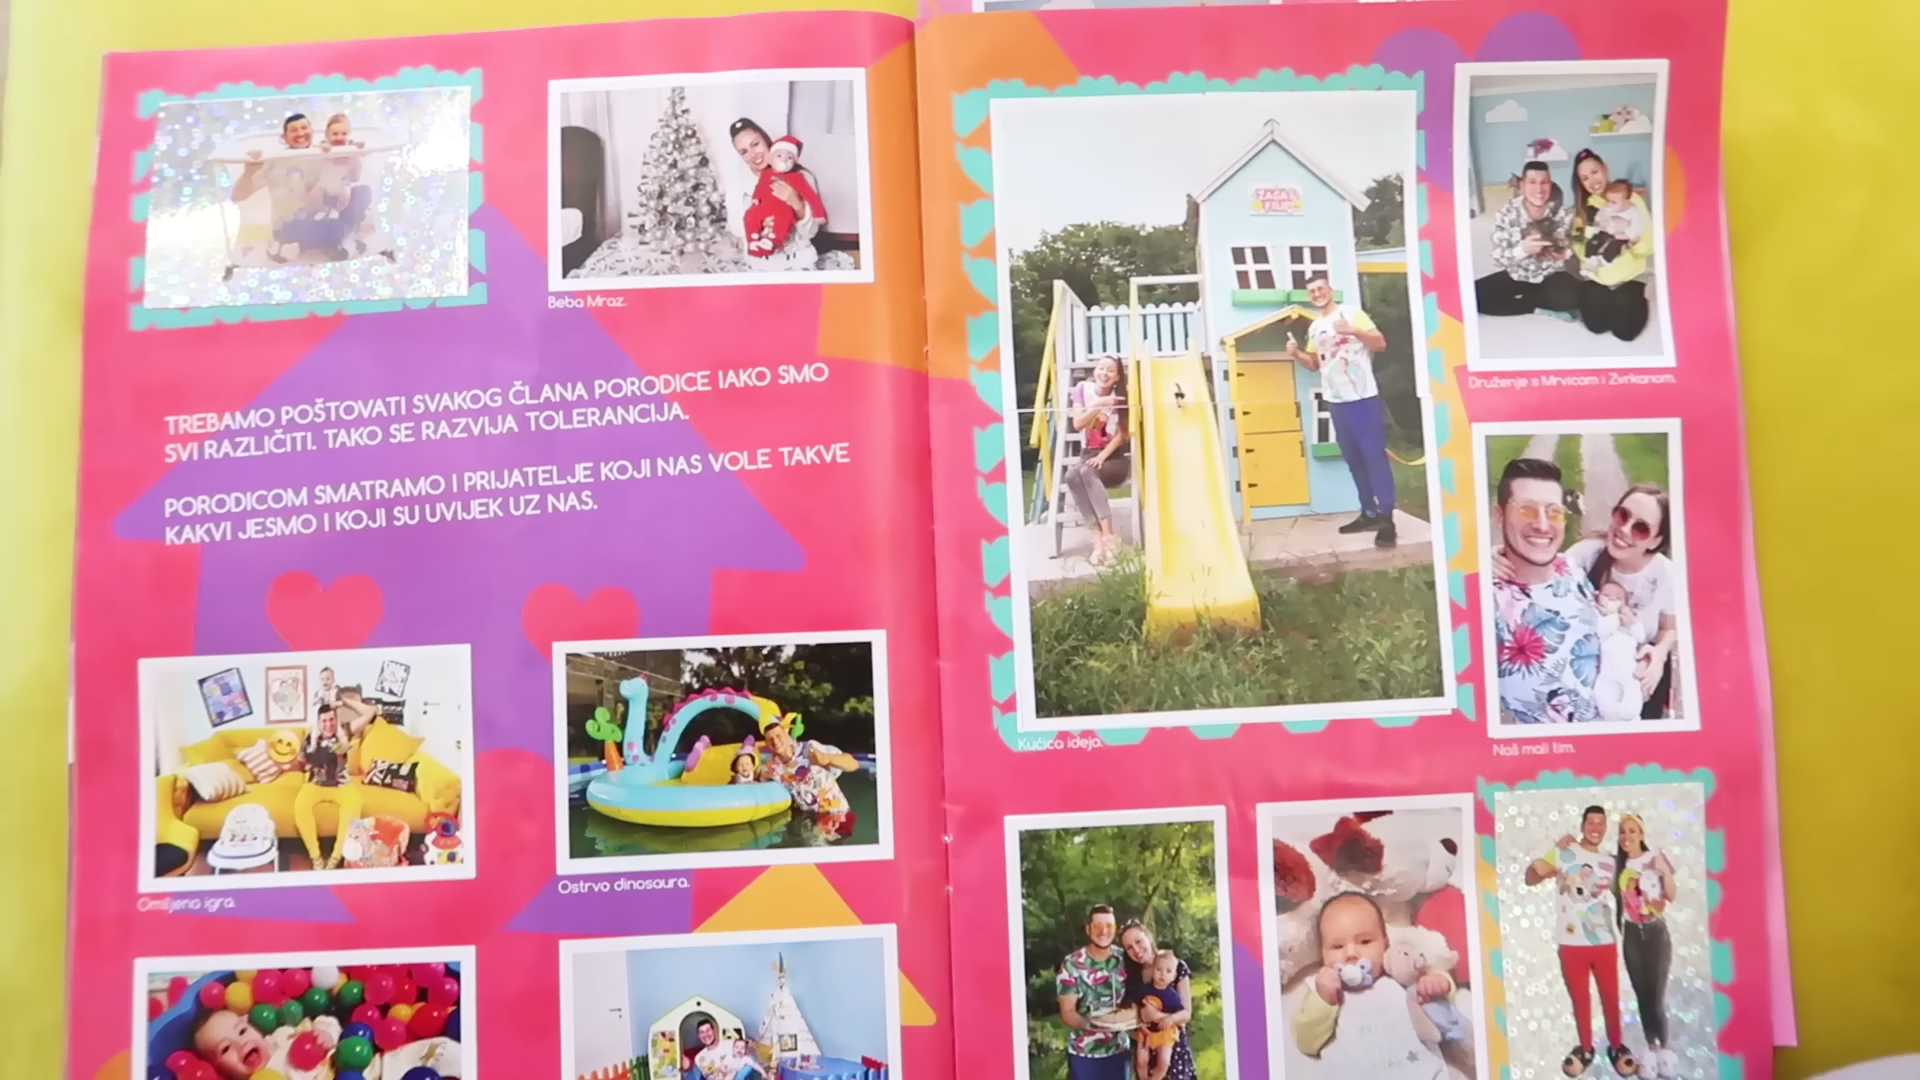 Beba Mraz.
TREBAMO POŠTOVATI SVAKOG ČLANA PORODICE IAKO SMO
SVI RAZLIČITI. TAKO SE RAZVIJA TOLERANCIJA.
PORODICOM SMATRAMO I PRIJATELJE KOJI NAS VOLE TAKVE
KAKVI JESMO I KOJI SU UVIJEK UZ NAS.
Omiljena igra.
Ostrvo dinosaura.
Kućica ideja.
Druženje s Mrvicom i Zvrkanom.
Naš mali tim.